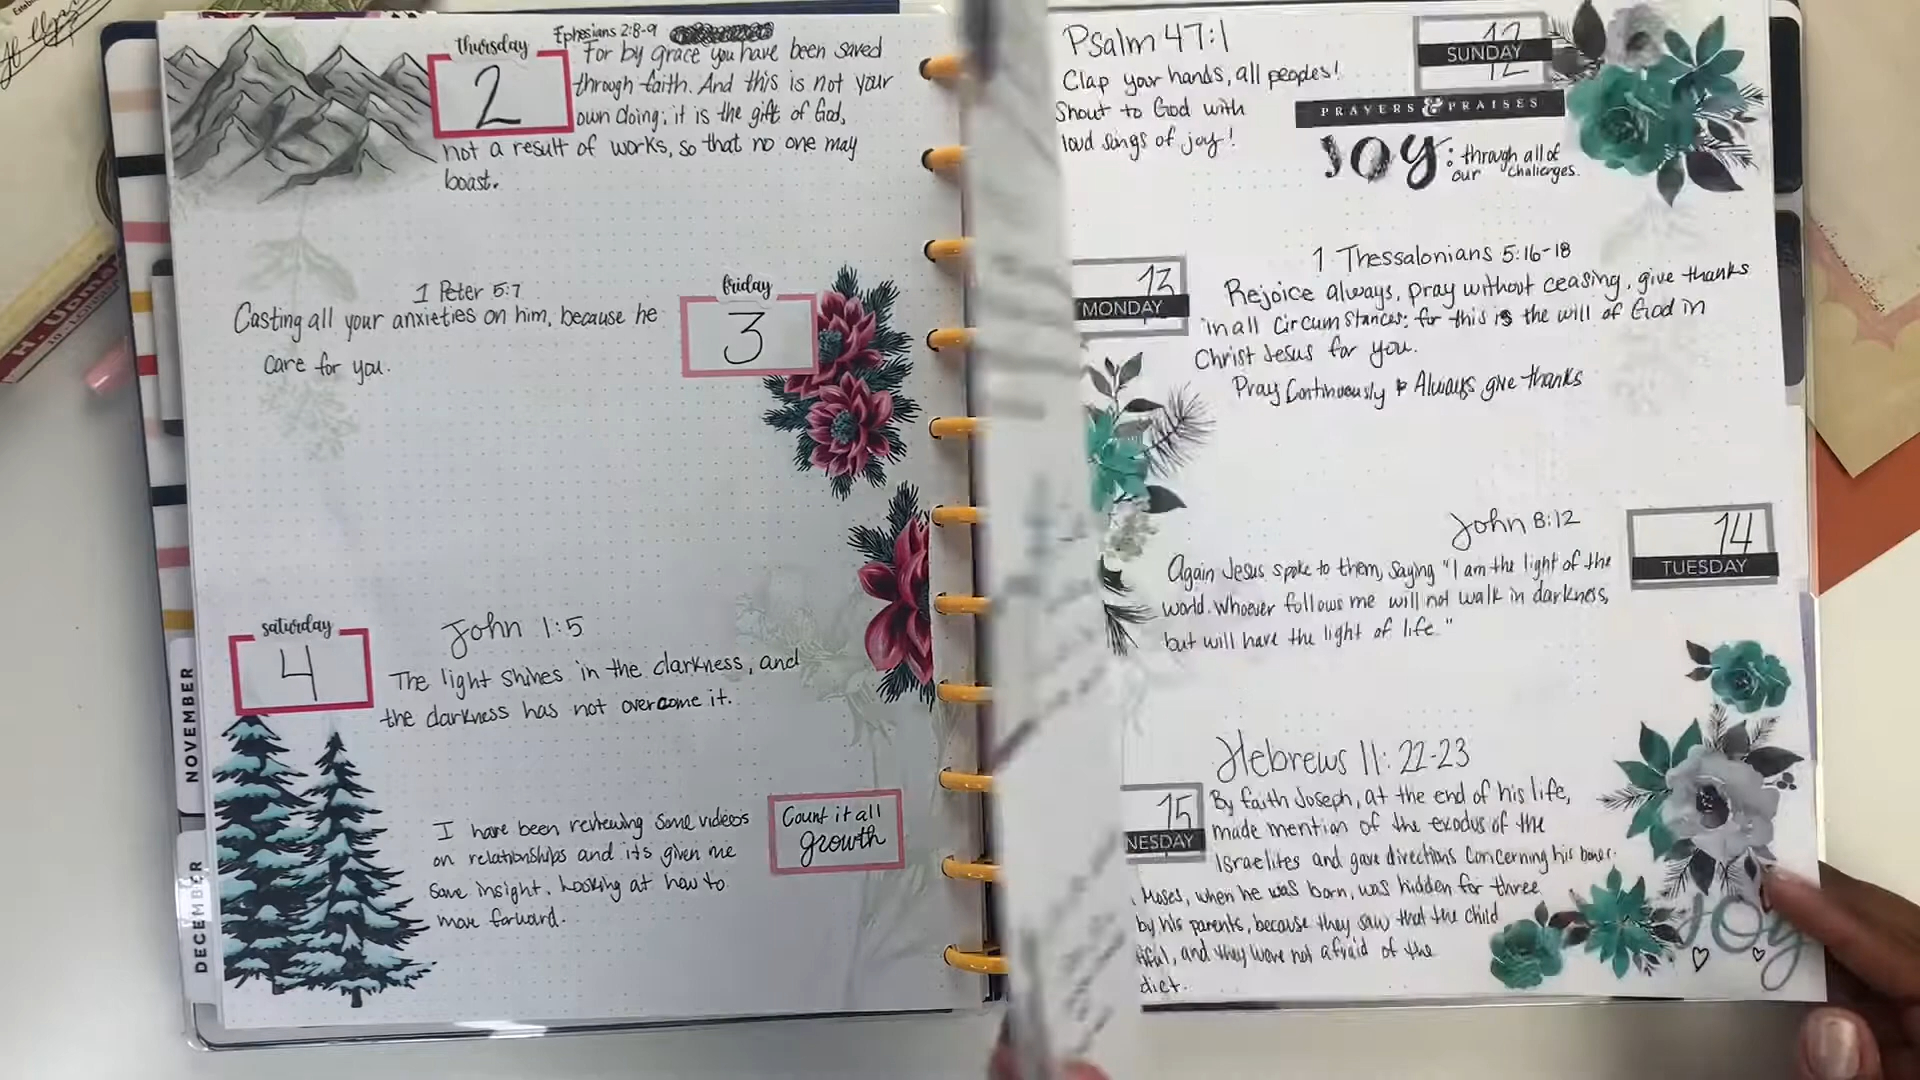 thursday
2
Ephesians 2:8-9
For by grace you have been saved
through faith. And this is not your
own doing; it is the gift of God,
not a result of works, so that no one may
boast.
1 Peter 5:7
Casting all your anxieties on him, because he
care for you.
friday
3
saturday
4
John 1:5
The light shines in the darkness, and
the darkness has not overcome it.
I have been reviewing some videos
on relationships and its given me
save insight. Looking at how to
move forward.
Count it all
growth
NOVEMBER
DECEMBER
Psalm 47:1
Clap your hands, all peoples!
Shout to God with
loud songs of joy!
12
SUNDAY
12
PRAYERS & PRAISES
JOY: through all of
our challenges.
13
MONDAY
1 Thessalonians 5:16-18
Rejoice always, pray without ceasing, give thanks
in all circumstances; for this is the will of God in
Christ Jesus for you.
Pray Continuously & Always give thanks
John 8:12
14
TUESDAY
Again Jesus spoke to them, saying "I am the light of the
world. Whoever follows me will not walk in darkness,
but will have the light of life."
Hebrews 11:22-23
15
NESDAY
By faith Joseph, at the end of his life,
made mention of the exodus of the
Israelites and gave directions concerning his bones.
Moses, when he was born, was hidden for three
by his parents, because they saw that the child
tiful, and they were not afraid of the
dict.
JOY